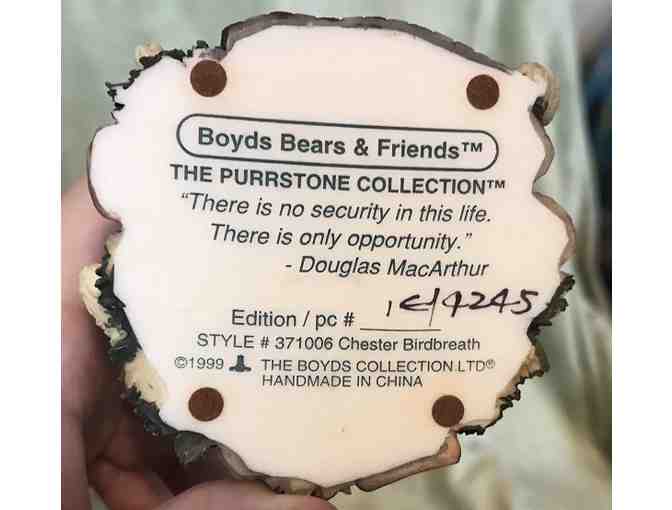 Boyds Bears & Friends™
THE PURRSTONE COLLECTION™
“There is no security in this life.
There is only opportunity.”
- Douglas MacArthur
Edition / pc # 1E/4245
STYLE # 371006 Chester Birdbreath
©1999 THE BOYDS COLLECTION LTD®
HANDMADE IN CHINA